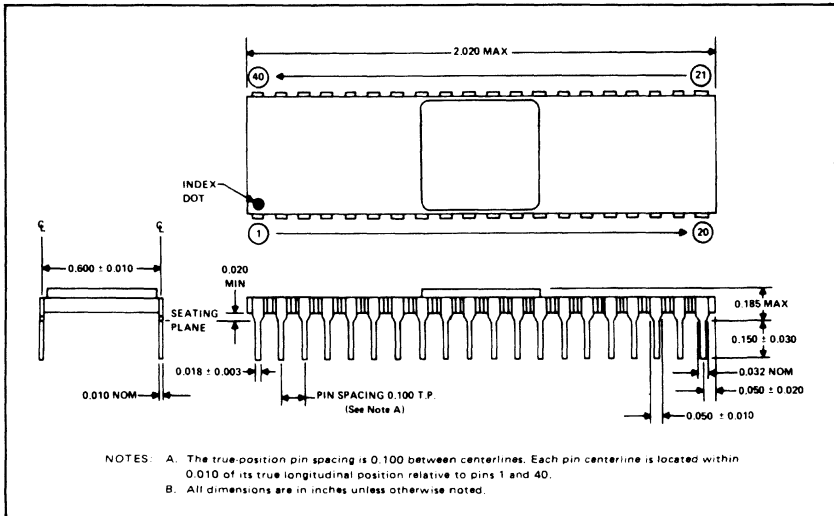 2.020 MAX
40
21
INDEX
DOT
1
20
℄
℄
0.600 ± 0.010
0.020
MIN
SEATING
PLANE
0.185 MAX
0.150 ± 0.030
0.018 ± 0.003
0.032 NOM
0.010 NOM
PIN SPACING 0.100 T.P.
(See Note A)
0.050 ± 0.020
0.050 ± 0.010
NOTES: A. The true-position pin spacing is 0.100 between centerlines. Each pin centerline is located within
0.010 of its true longitudinal position relative to pins 1 and 40.
B. All dimensions are in inches unless otherwise noted.